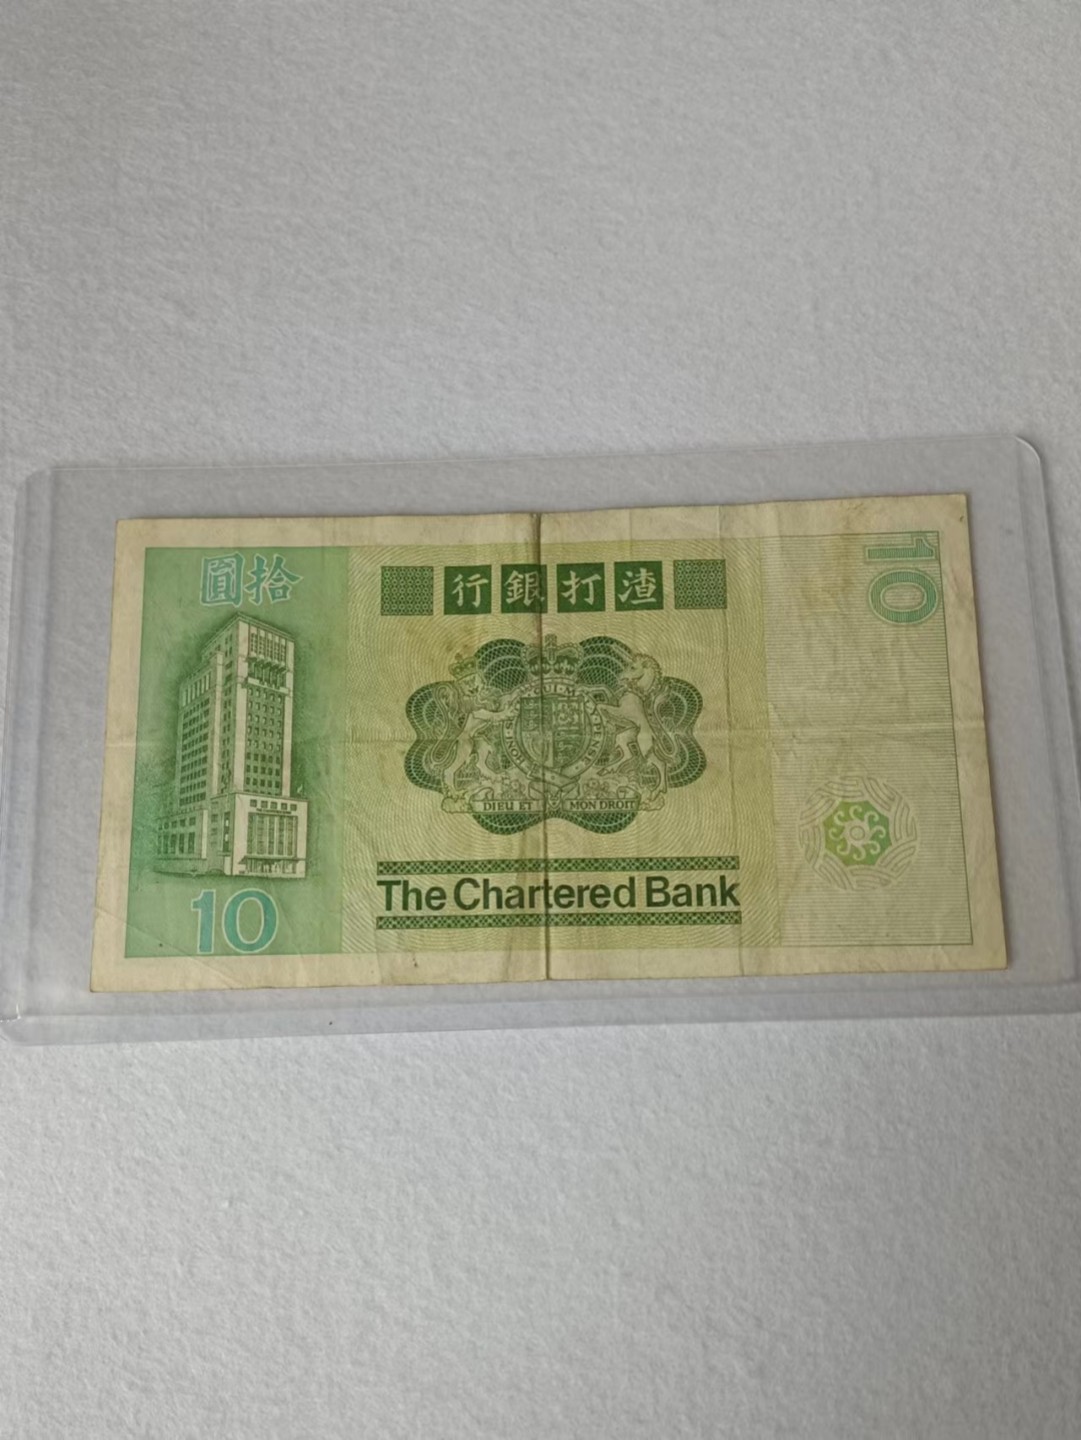 拾圓
渣打銀行
10
DIEU ET MON DROIT
The Chartered Bank
10